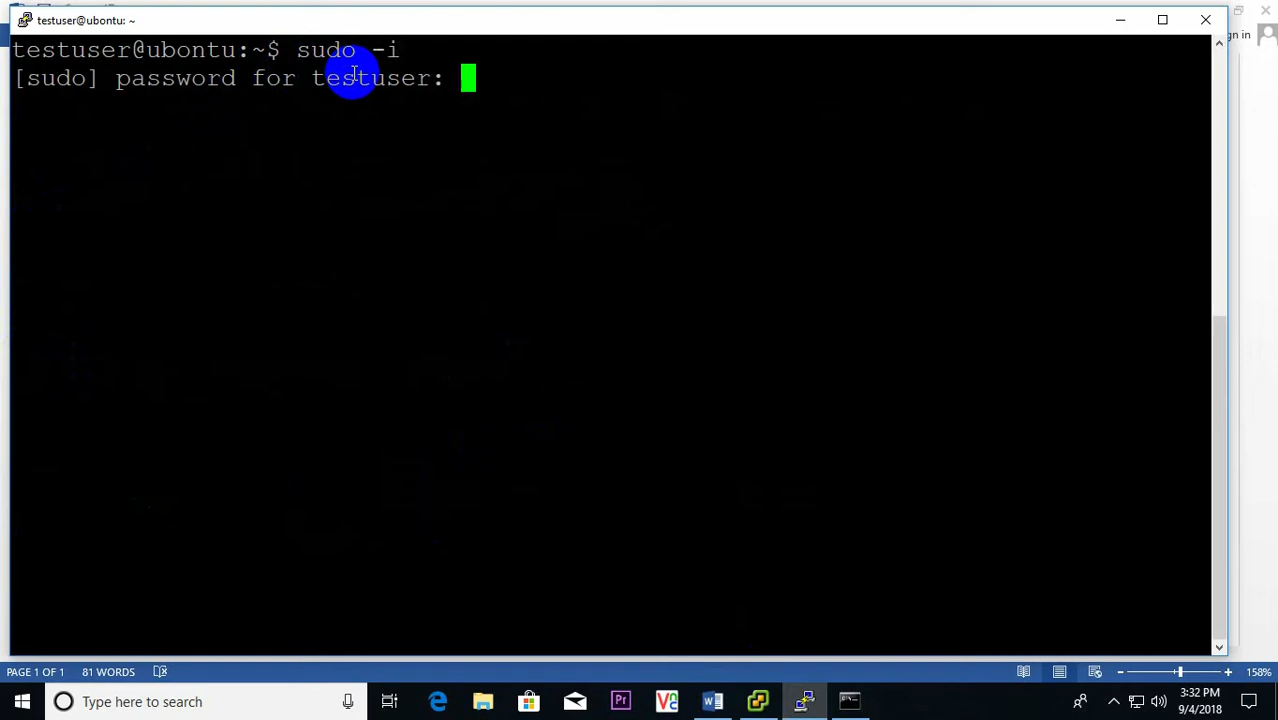 testuser@ubontu: ~
testuser@ubontu:~$ sudo -i
[sudo] password for testuser:
PAGE 1 OF 1 81 WORDS
158%
Type here to search
Pr
3:32 PM
9/4/2018